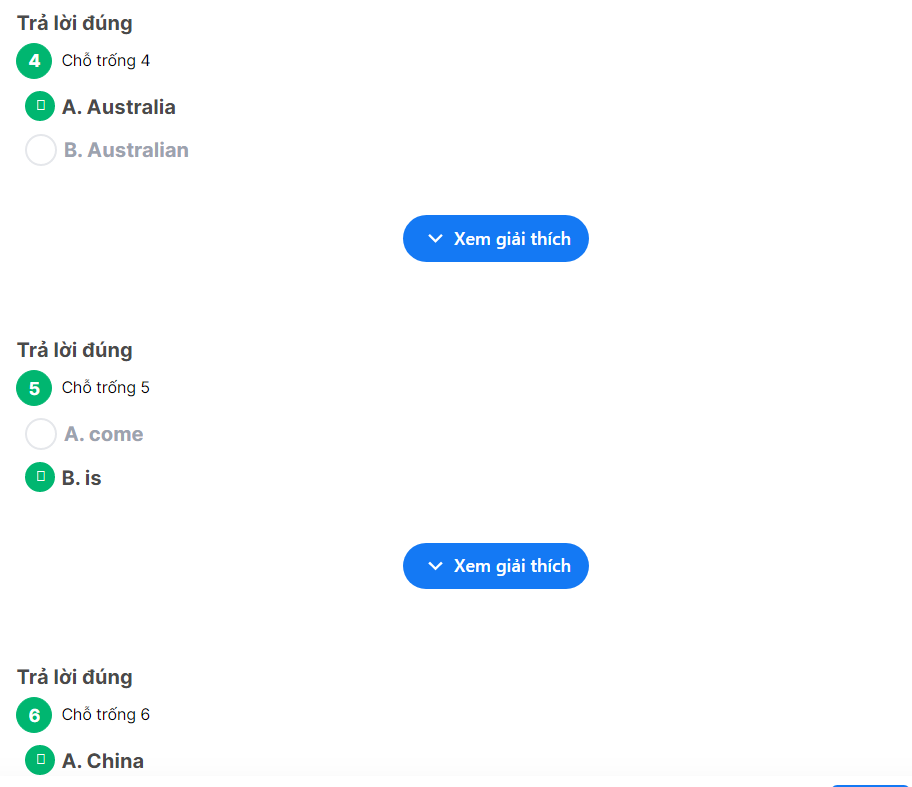 Trả lời đúng
4 Chỗ trống 4
A. Australia
B. Australian
Xem giải thích
Trả lời đúng
5 Chỗ trống 5
A. come
B. is
Xem giải thích
Trả lời đúng
6 Chỗ trống 6
A. China